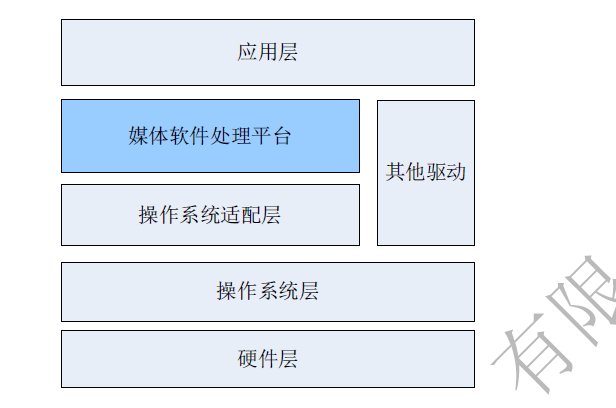 应用层
媒体软件处理平台
其他驱动
操作系统适配层
操作系统层
硬件层
有限